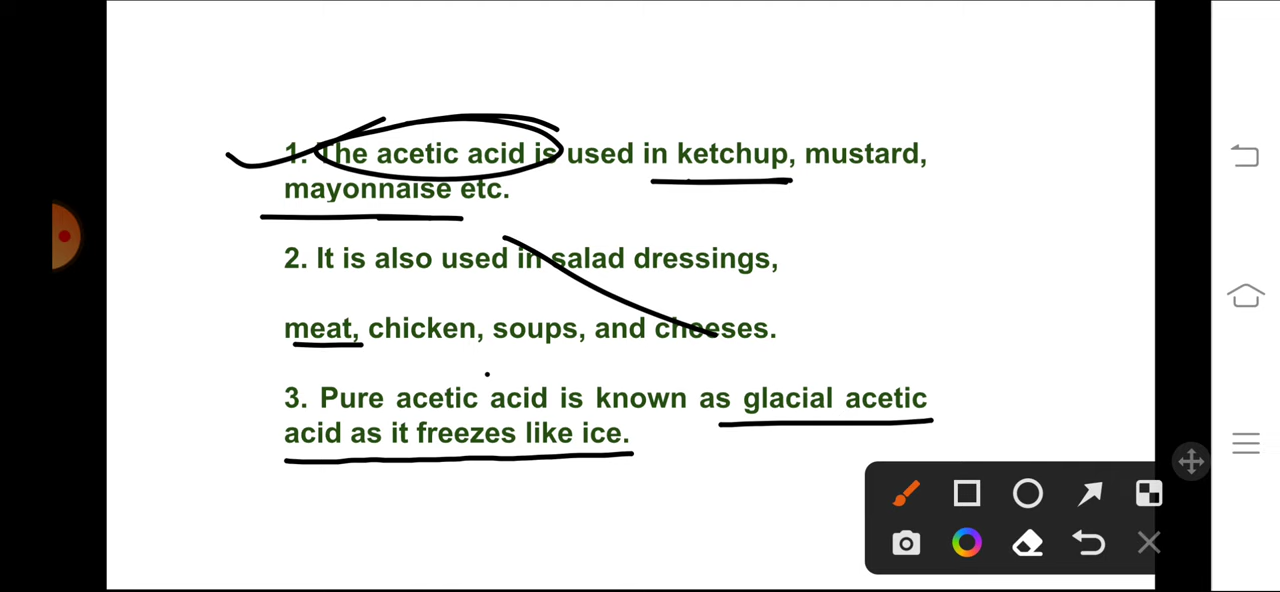 1. The acetic acid is used in ketchup, mustard,
mayonnaise etc.
2. It is also used in salad dressings,
meat, chicken, soups, and cheeses.
3. Pure acetic acid is known as glacial acetic
acid as it freezes like ice.